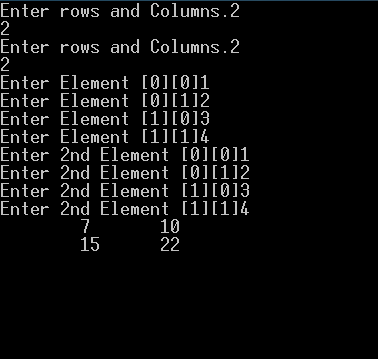 Enter rows and Columns.2
2
Enter rows and Columns.2
2
Enter Element [0][0]1
Enter Element [0][1]2
Enter Element [1][0]3
Enter Element [1][1]4
Enter 2nd Element [0][0]1
Enter 2nd Element [0][1]2
Enter 2nd Element [1][0]3
Enter 2nd Element [1][1]4
7 10
15 22